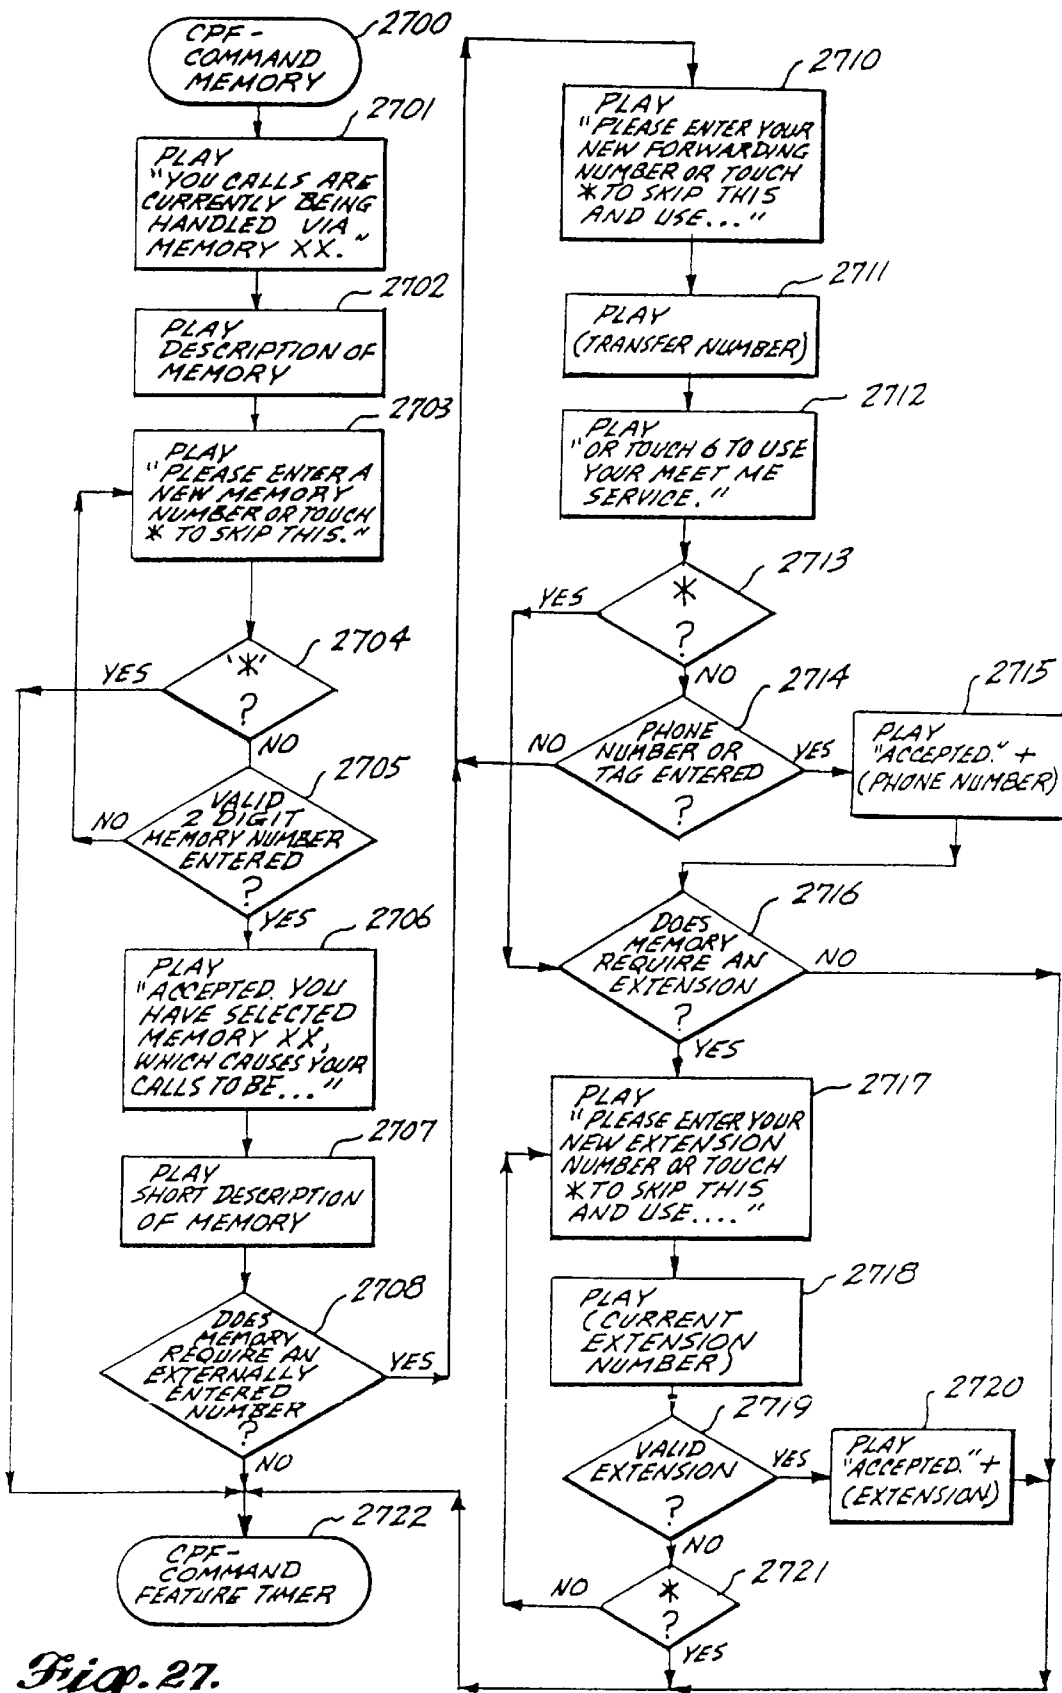 2700
CPF-
COMMAND
MEMORY
2701
PLAY
"YOU CALLS ARE
CURRENTLY BEING
HANDLED VIA
MEMORY XX."
2702
PLAY
DESCRIPTION OF
MEMORY
2703
PLAY
"PLEASE ENTER A
NEW MEMORY
NUMBER OR TOUCH
* TO SKIP THIS."
2704
'*'
?
YES
NO
2705
VALID
2 DIGIT
MEMORY NUMBER
ENTERED
?
NO
YES
2706
PLAY
"ACCEPTED. YOU
HAVE SELECTED
MEMORY XX,
WHICH CAUSES YOUR
CALLS TO BE..."
2707
PLAY
SHORT DESCRIPTION
OF MEMORY
2708
DOES
MEMORY
REQUIRE AN
EXTERNALLY
ENTERED
NUMBER
?
YES
NO
2722
CPF-
COMMAND
FEATURE TIMER
2710
PLAY
"PLEASE ENTER YOUR
NEW FORWARDING
NUMBER OR TOUCH
* TO SKIP THIS
AND USE..."
2711
PLAY
(TRANSFER NUMBER)
2712
PLAY
"OR TOUCH 6 TO USE
YOUR MEET ME
SERVICE."
2713
*
?
YES
NO
2714
PHONE
NUMBER OR
TAG ENTERED
?
NO
YES
2715
PLAY
"ACCEPTED." +
(PHONE NUMBER)
2716
DOES
MEMORY
REQUIRE AN
EXTENSION
?
NO
YES
2717
PLAY
"PLEASE ENTER YOUR
NEW EXTENSION
NUMBER OR TOUCH
* TO SKIP THIS
AND USE...."
2718
PLAY
(CURRENT
EXTENSION
NUMBER)
2719
VALID
EXTENSION
?
YES
NO
2720
PLAY
"ACCEPTED." +
(EXTENSION)
2721
*
?
NO
YES
Fig. 27.